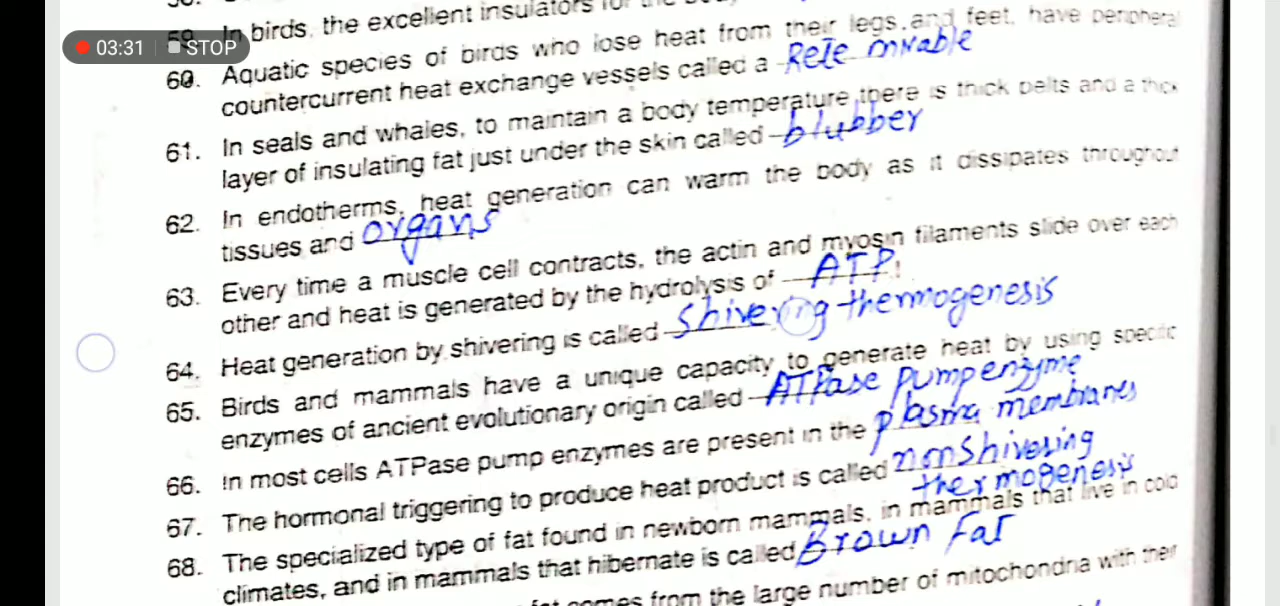 In birds, the excellent insulators for the
03:31 STOP
60. Aquatic species of birds who lose heat from their legs, and feet, have peripheral
countercurrent heat exchange vessels called a Rete mirable
61. In seals and whales, to maintain a body temperature there is thick pelts and a thick
layer of insulating fat just under the skin called blubber
62. In endotherms, heat generation can warm the body as it dissipates throughout
tissues and organs
63. Every time a muscle cell contracts, the actin and myosin filaments slide over each
other and heat is generated by the hydrolysis of ATP
64. Heat generation by shivering is called Shivering thermogenesis
65. Birds and mammals have a unique capacity to generate heat by using specific
enzymes of ancient evolutionary origin called ATPase pump enzyme
66. In most cells ATPase pump enzymes are present in the plasma membranes
67. The hormonal triggering to produce heat product is called nonshivering
thermogenesis
68. The specialized type of fat found in newborn mammals, in mammals that live in cold
climates, and in mammals that hibernate is called Brown Fat
fat comes from the large number of mitochondria with their